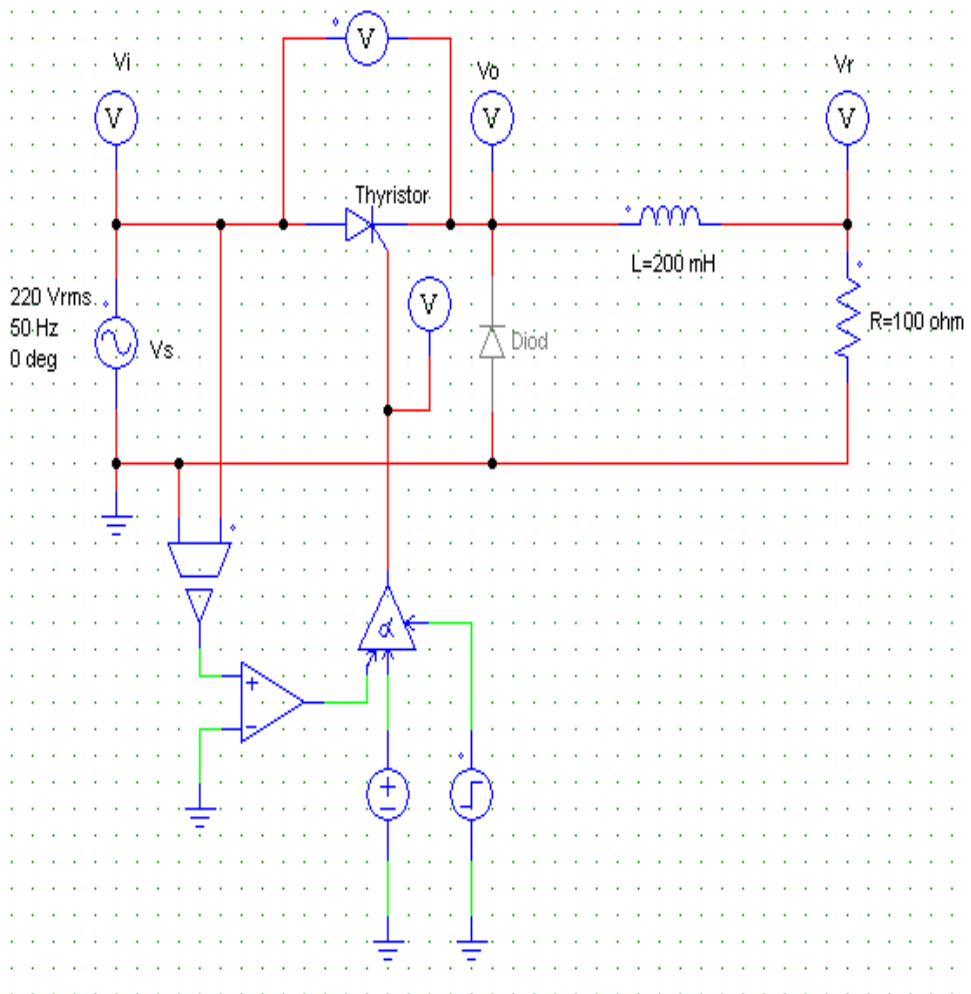 V
Vi
Vo
Vr
V
V
V
Thyristor
L=200 mH
V
220 Vrms
50 Hz
0 deg
Vs
Diod
R=100 ohm
α
+
−
+
−